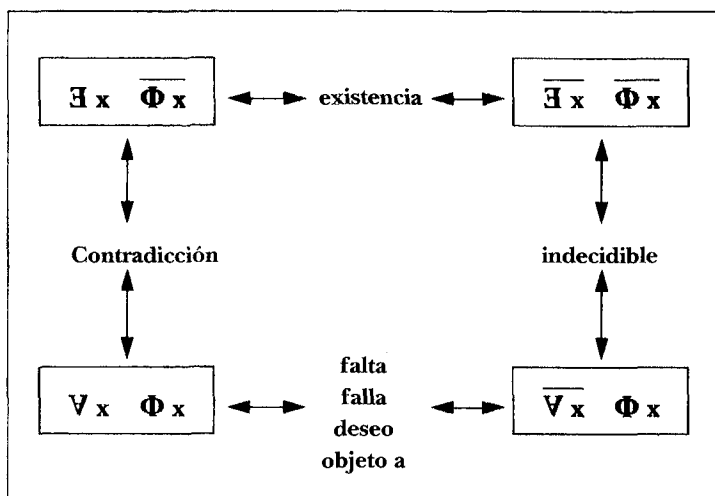 ∃ x Φ̅ ̅x̅ existencia ∃̅ ̅x̅ Φ̅ ̅x̅
Contradicción indecidible
∀ x Φ x falta ∀̅ ̅x̅ Φ x
falla
deseo
objeto a